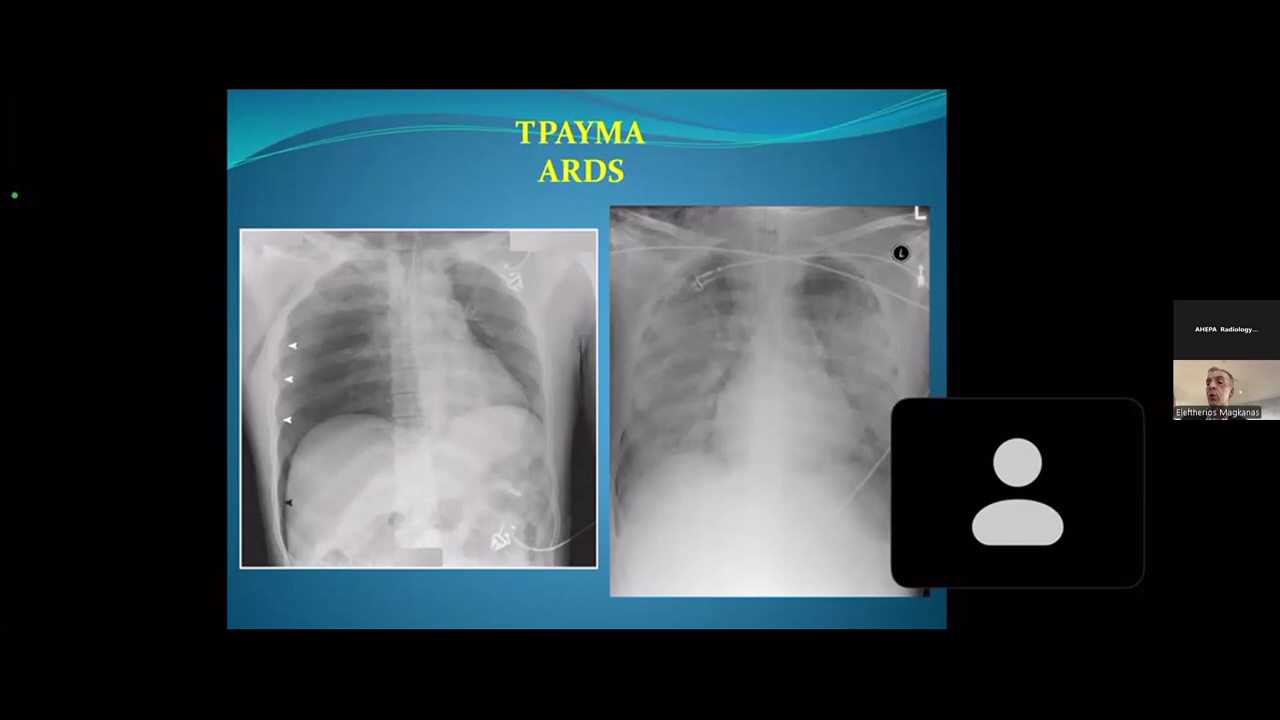 ΤΡΑΥΜΑ
ARDS
L
L
AHEPA Radiology...
Eleftherios Magkanas